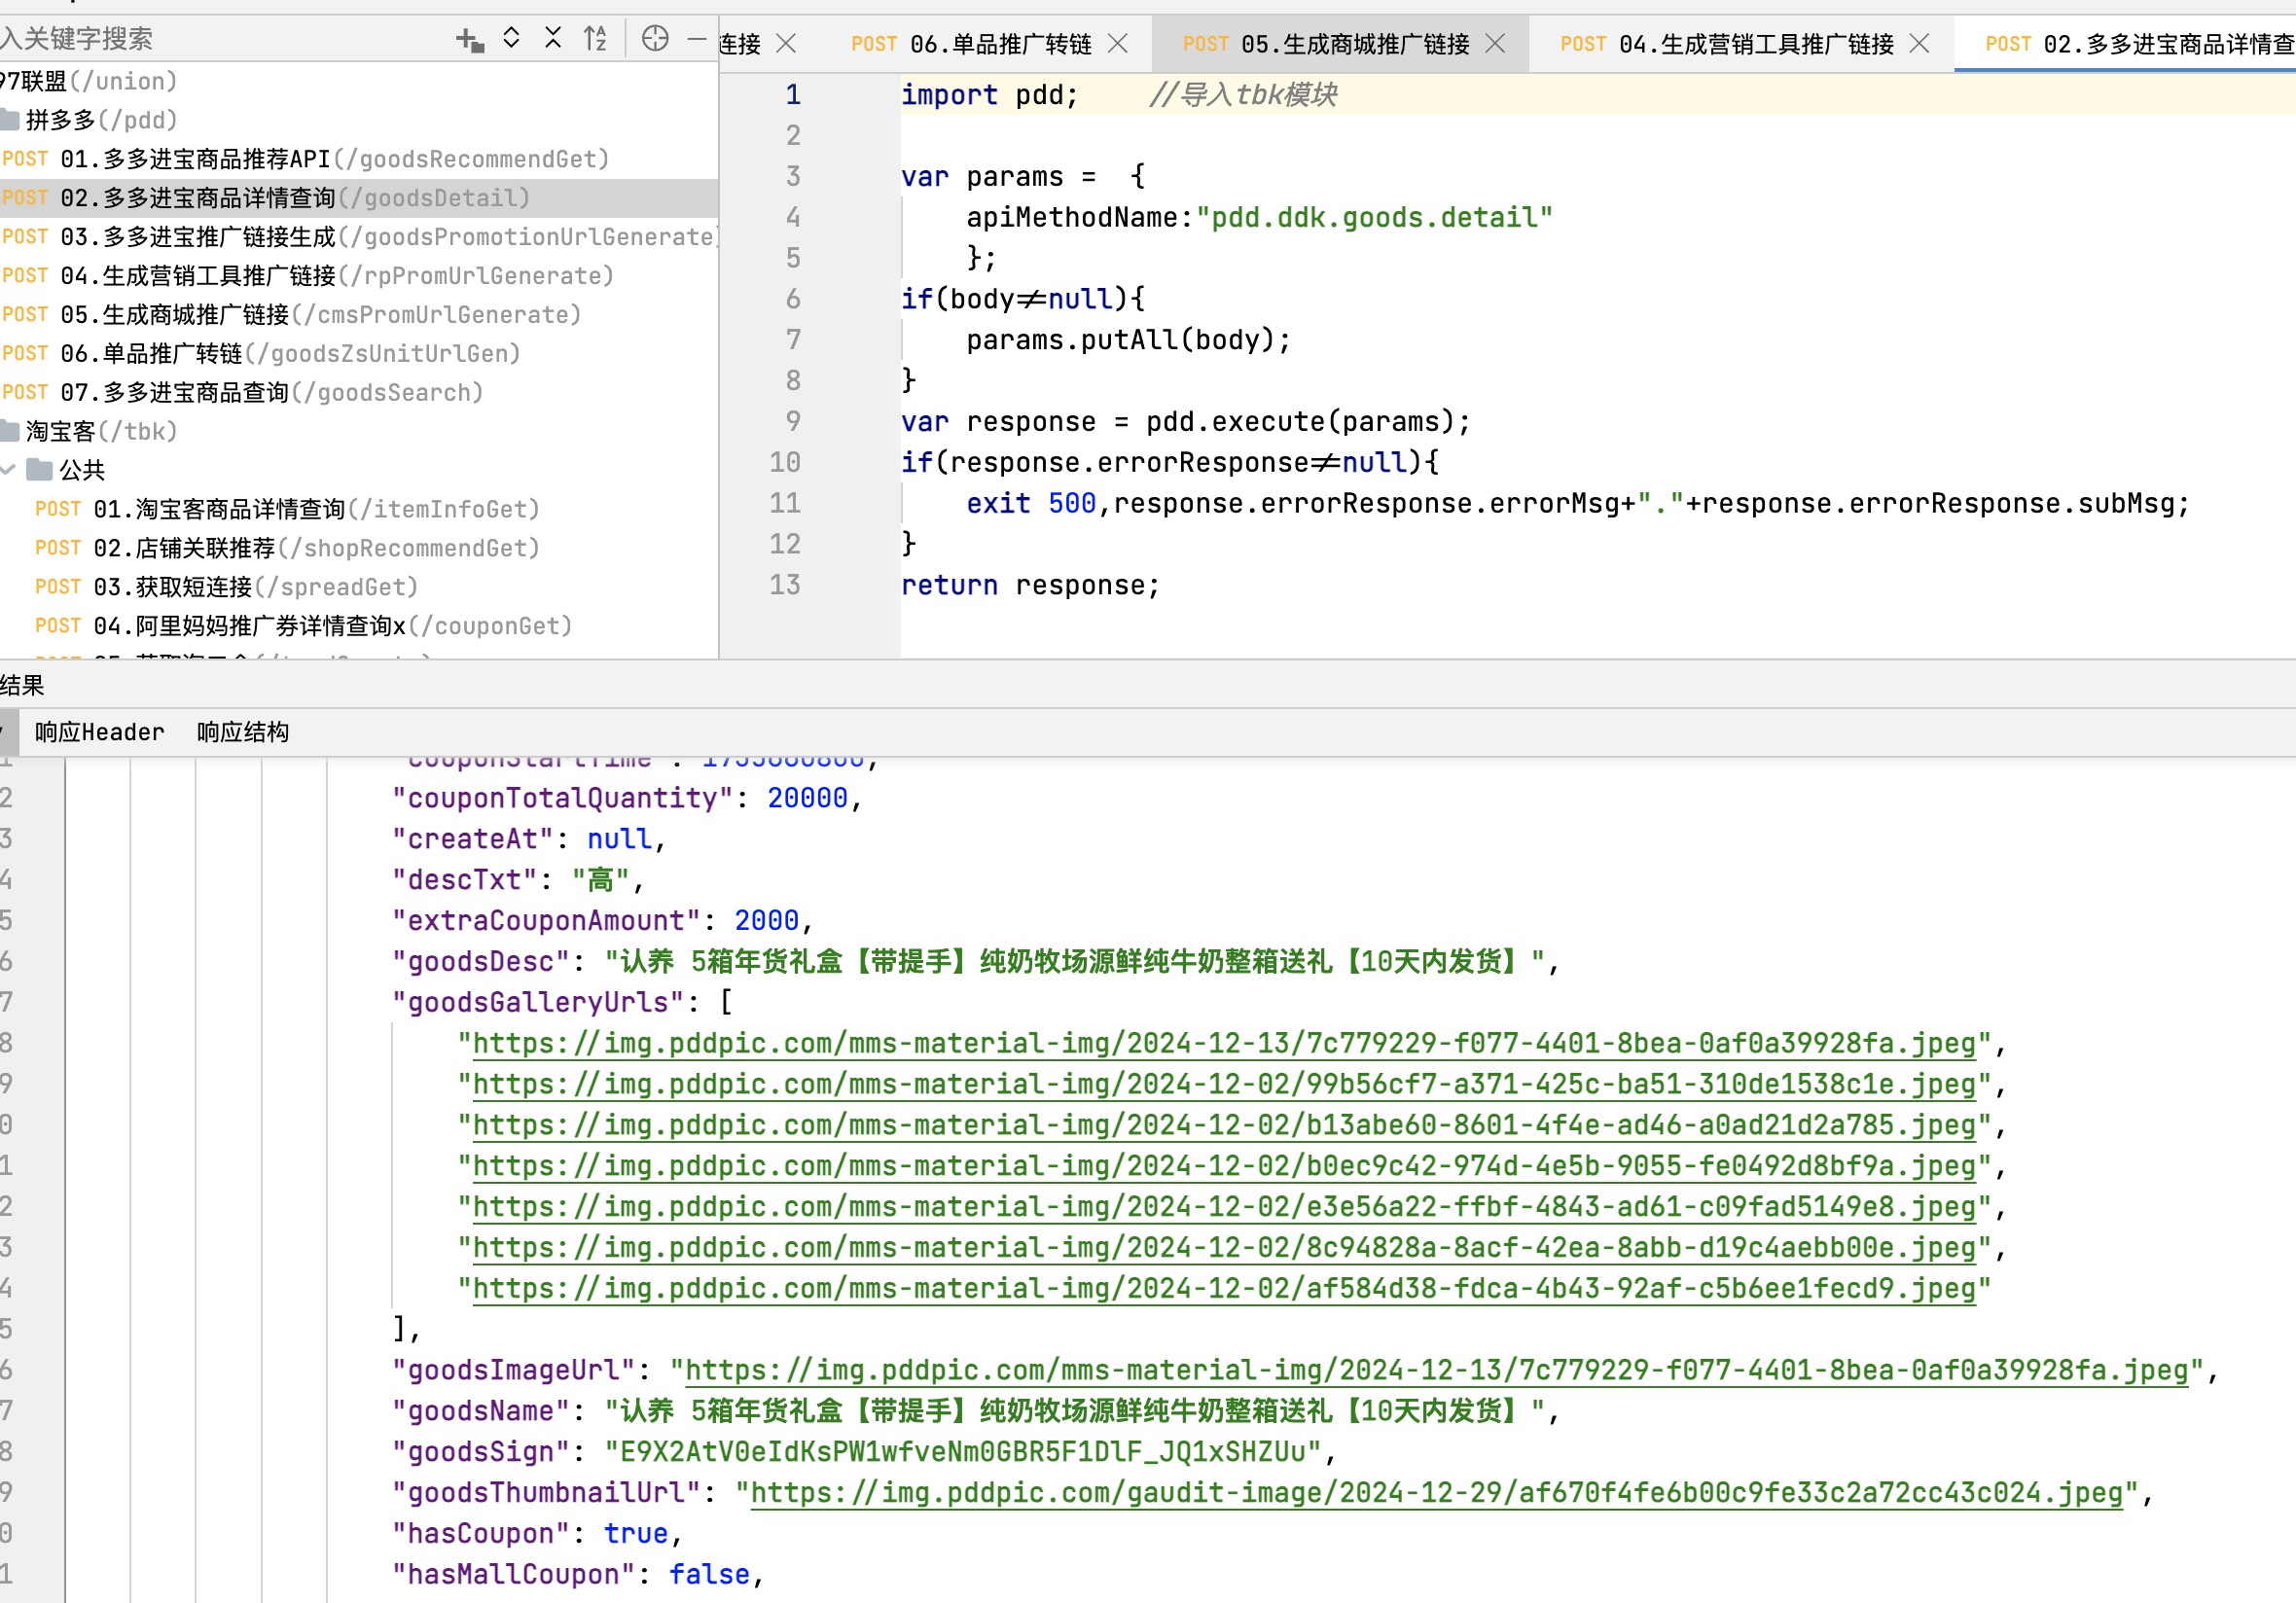 入关键字搜索
97联盟(/union)
拼多多(/pdd)
POST 01.多多进宝商品推荐API(/goodsRecommendGet)
POST 02.多多进宝商品详情查询(/goodsDetail)
POST 03.多多进宝推广链接生成(/goodsPromotionUrlGenerate)
POST 04.生成营销工具推广链接(/rpPromUrlGenerate)
POST 05.生成商城推广链接(/cmsPromUrlGenerate)
POST 06.单品推广转链(/goodsZsUnitUrlGen)
POST 07.多多进宝商品查询(/goodsSearch)
淘宝客(/tbk)
公共
POST 01.淘宝客商品详情查询(/itemInfoGet)
POST 02.店铺关联推荐(/shopRecommendGet)
POST 03.获取短连接(/spreadGet)
POST 04.阿里妈妈推广券详情查询x(/couponGet)
连接 POST 06.单品推广转链 POST 05.生成商城推广链接 POST 04.生成营销工具推广链接 POST 02.多多进宝商品详情查
1 import pdd; //导入tbk模块
2
3 var params = {
4 apiMethodName:"pdd.ddk.goods.detail"
5 };
6 if(body!=null){
7 params.putAll(body);
8 }
9 var response = pdd.execute(params);
10 if(response.errorResponse!=null){
11 exit 500,response.errorResponse.errorMsg+"."+response.errorResponse.subMsg;
12 }
13 return response;
结果
响应Header 响应结构
"couponStartTime": 1735660800,
2 "couponTotalQuantity": 20000,
3 "createAt": null,
4 "descTxt": "高",
5 "extraCouponAmount": 2000,
6 "goodsDesc": "认养 5箱年货礼盒【带提手】纯奶牧场源鲜纯牛奶整箱送礼【10天内发货】",
7 "goodsGalleryUrls": [
8 "https://img.pddpic.com/mms-material-img/2024-12-13/7c779229-f077-4401-8bea-0af0a39928fa.jpeg",
9 "https://img.pddpic.com/mms-material-img/2024-12-02/99b56cf7-a371-425c-ba51-310de1538c1e.jpeg",
0 "https://img.pddpic.com/mms-material-img/2024-12-02/b13abe60-8601-4f4e-ad46-a0ad21d2a785.jpeg",
1 "https://img.pddpic.com/mms-material-img/2024-12-02/b0ec9c42-974d-4e5b-9055-fe0492d8bf9a.jpeg",
2 "https://img.pddpic.com/mms-material-img/2024-12-02/e3e56a22-ffbf-4843-ad61-c09fad5149e8.jpeg",
3 "https://img.pddpic.com/mms-material-img/2024-12-02/8c94828a-8acf-42ea-8abb-d19c4aebb00e.jpeg",
4 "https://img.pddpic.com/mms-material-img/2024-12-02/af584d38-fdca-4b43-92af-c5b6ee1fecd9.jpeg"
5 ],
6 "goodsImageUrl": "https://img.pddpic.com/mms-material-img/2024-12-13/7c779229-f077-4401-8bea-0af0a39928fa.jpeg",
7 "goodsName": "认养 5箱年货礼盒【带提手】纯奶牧场源鲜纯牛奶整箱送礼【10天内发货】",
8 "goodsSign": "E9X2AtV0eIdKsPW1wfveNm0GBR5F1DlF_JQ1xSHZUu",
9 "goodsThumbnailUrl": "https://img.pddpic.com/gaudit-image/2024-12-29/af670f4fe6b00c9fe33c2a72cc43c024.jpeg",
0 "hasCoupon": true,
1 "hasMallCoupon": false,